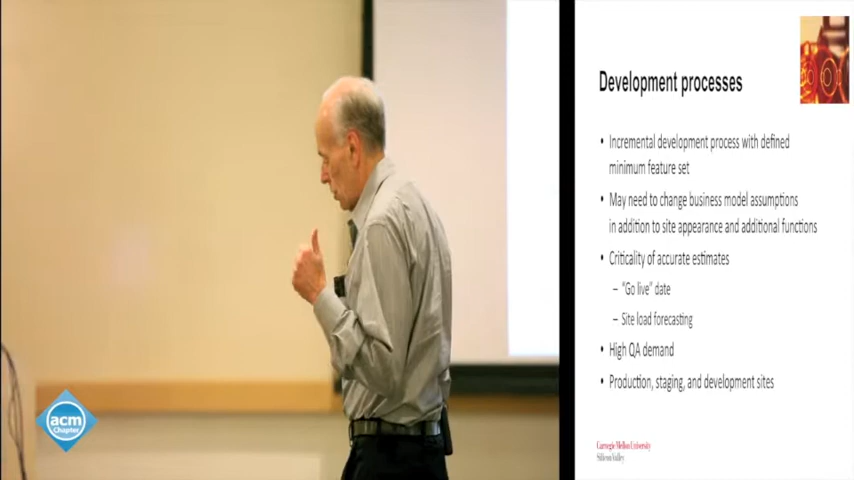 Development processes
• Incremental development process with defined
minimum feature set
• May need to change business model assumptions
in addition to site appearance and additional functions
• Criticality of accurate estimates
– "Go live" date
– Site load forecasting
• High QA demand
• Production, staging, and development sites
acm
Chapter
Carnegie Mellon University
Silicon Valley